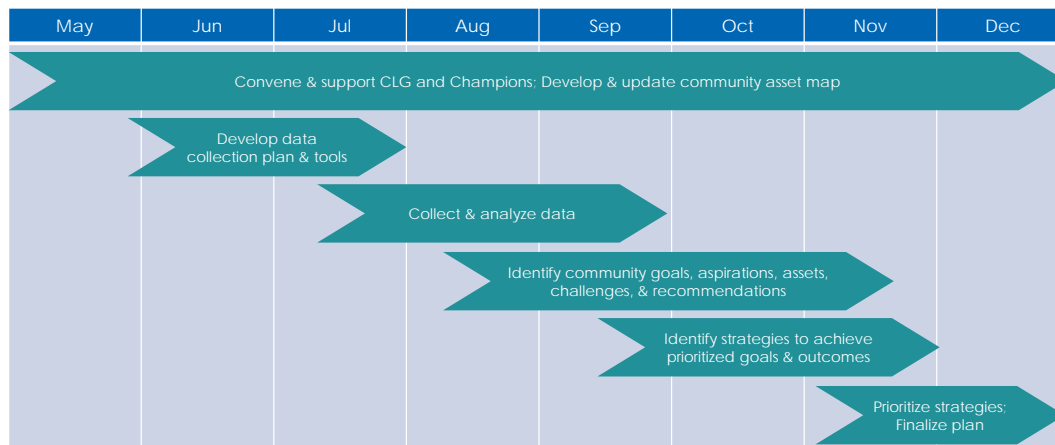 May Jun Jul Aug Sep Oct Nov Dec
Convene & support CLG and Champions; Develop & update community asset map
Develop data
collection plan & tools
Collect & analyze data
Identify community goals, aspirations, assets,
challenges, & recommendations
Identify strategies to achieve
prioritized goals & outcomes
Prioritize strategies;
Finalize plan